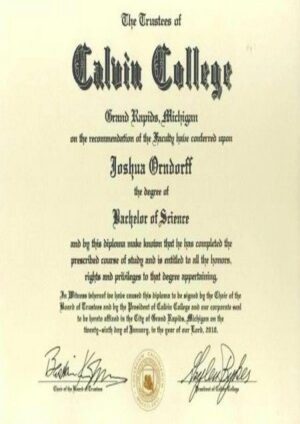 The Trustees of
Calvin College
Grand Rapids, Michigan
on the recommendation of the Faculty have conferred upon
Joshua Orndorff
the degree of
Bachelor of Science
and by this diploma make known that he has completed the
prescribed course of study and is entitled to all the honors,
rights and privileges to that degree appertaining.
In Witness whereof we have caused this diploma to be signed by the Chair of the
Board of Trustees and by the President of Calvin College and our corporate seal
to be hereto affixed in the City of Grand Rapids, Michigan on the
twenty-sixth day of January, in the year of our Lord, 2010.
Chair of the Board of Trustees
President of Calvin College